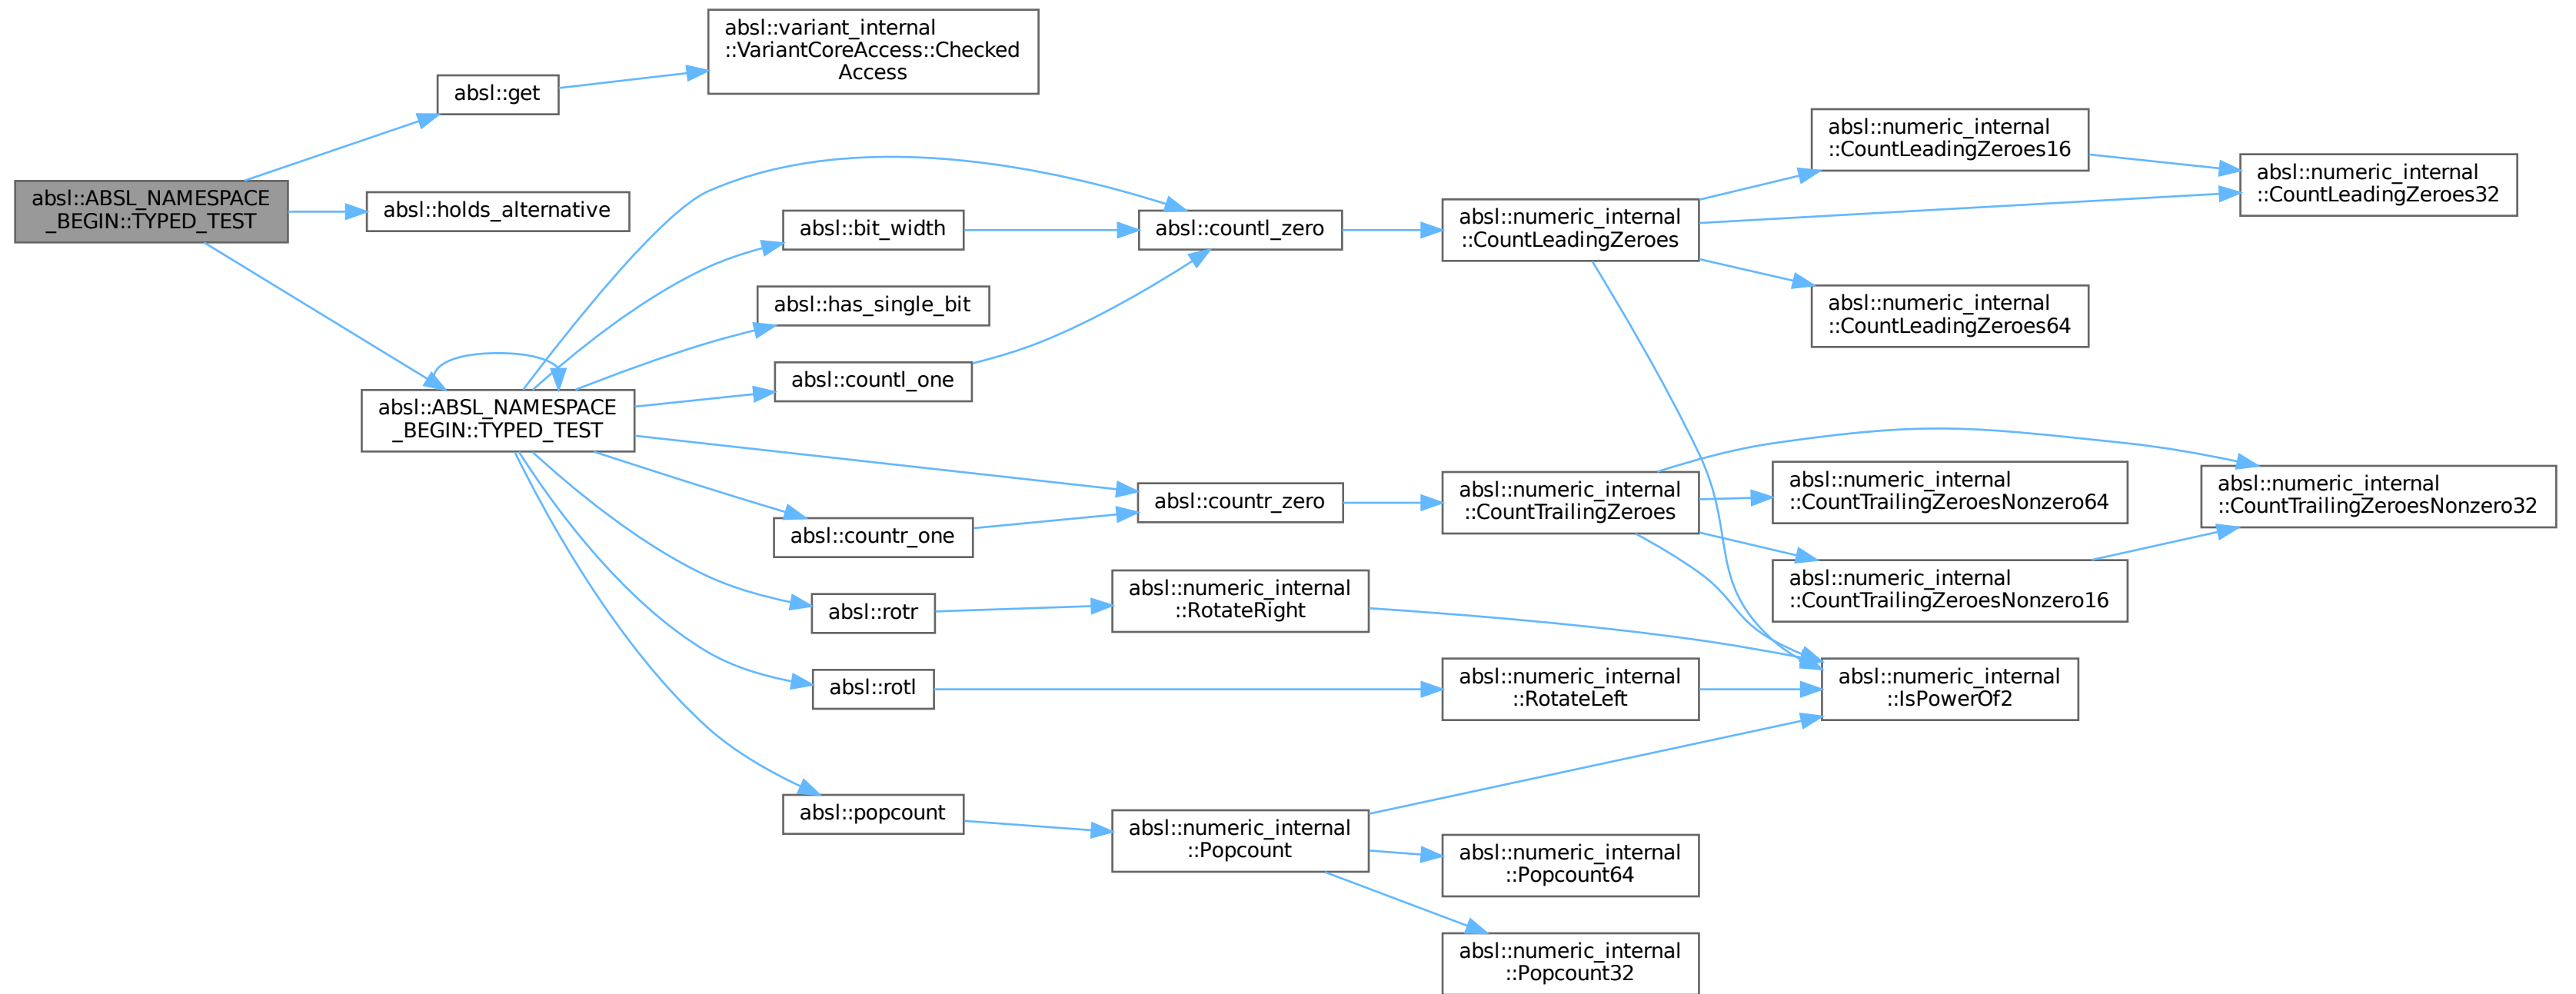 absl::variant_internal
::VariantCoreAccess::Checked
Access
absl::get
absl::numeric_internal
::CountLeadingZeroes16
absl::numeric_internal
::CountLeadingZeroes32
absl::ABSL_NAMESPACE
_BEGIN::TYPED_TEST
absl::holds_alternative
absl::bit_width
absl::countl_zero
absl::numeric_internal
::CountLeadingZeroes
absl::has_single_bit
absl::numeric_internal
::CountLeadingZeroes64
absl::countl_one
absl::ABSL_NAMESPACE
_BEGIN::TYPED_TEST
absl::countr_zero
absl::numeric_internal
::CountTrailingZeroes
absl::numeric_internal
::CountTrailingZeroesNonzero64
absl::numeric_internal
::CountTrailingZeroesNonzero32
absl::countr_one
absl::numeric_internal
::CountTrailingZeroesNonzero16
absl::rotr
absl::numeric_internal
::RotateRight
absl::rotl
absl::numeric_internal
::RotateLeft
absl::numeric_internal
::IsPowerOf2
absl::popcount
absl::numeric_internal
::Popcount
absl::numeric_internal
::Popcount64
absl::numeric_internal
::Popcount32